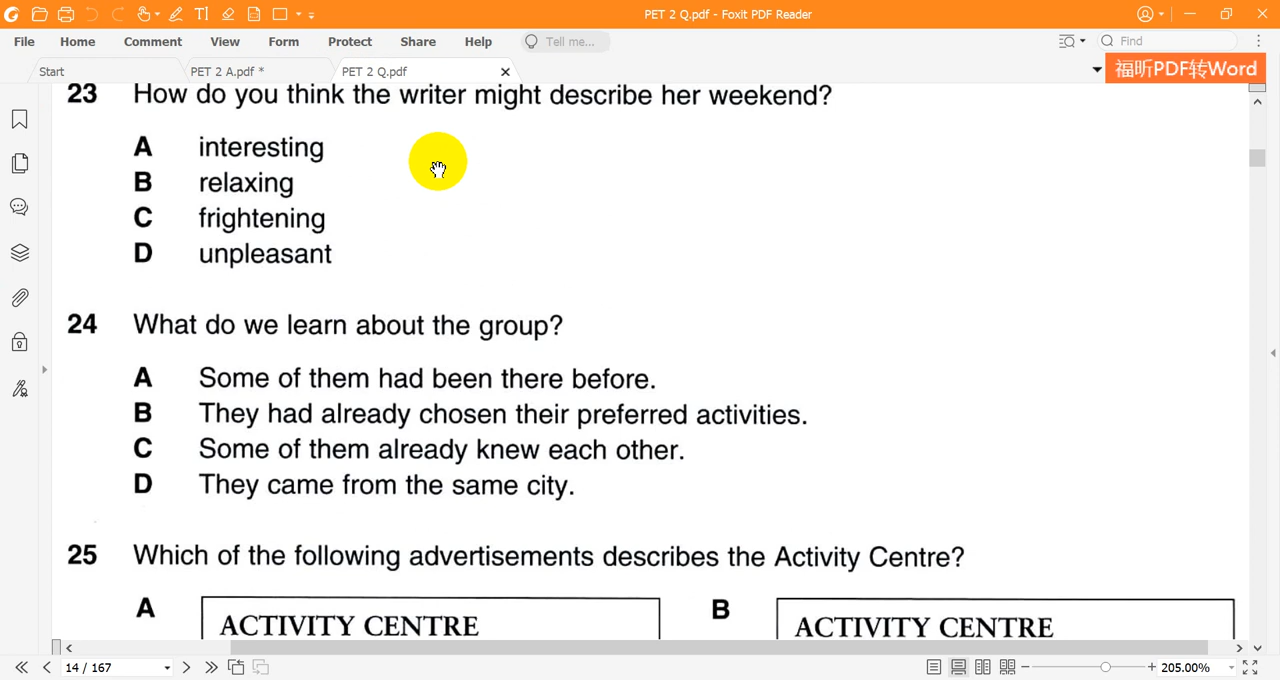 PET 2 Q.pdf - Foxit PDF Reader
File Home Comment View Form Protect Share Help Tell me... Find
Start PET 2 A.pdf * PET 2 Q.pdf 福昕PDF转Word
23 How do you think the writer might describe her weekend?
A interesting
B relaxing
C frightening
D unpleasant
24 What do we learn about the group?
A Some of them had been there before.
B They had already chosen their preferred activities.
C Some of them already knew each other.
D They came from the same city.
25 Which of the following advertisements describes the Activity Centre?
A ACTIVITY CENTRE B ACTIVITY CENTRE
14 / 167 205.00%